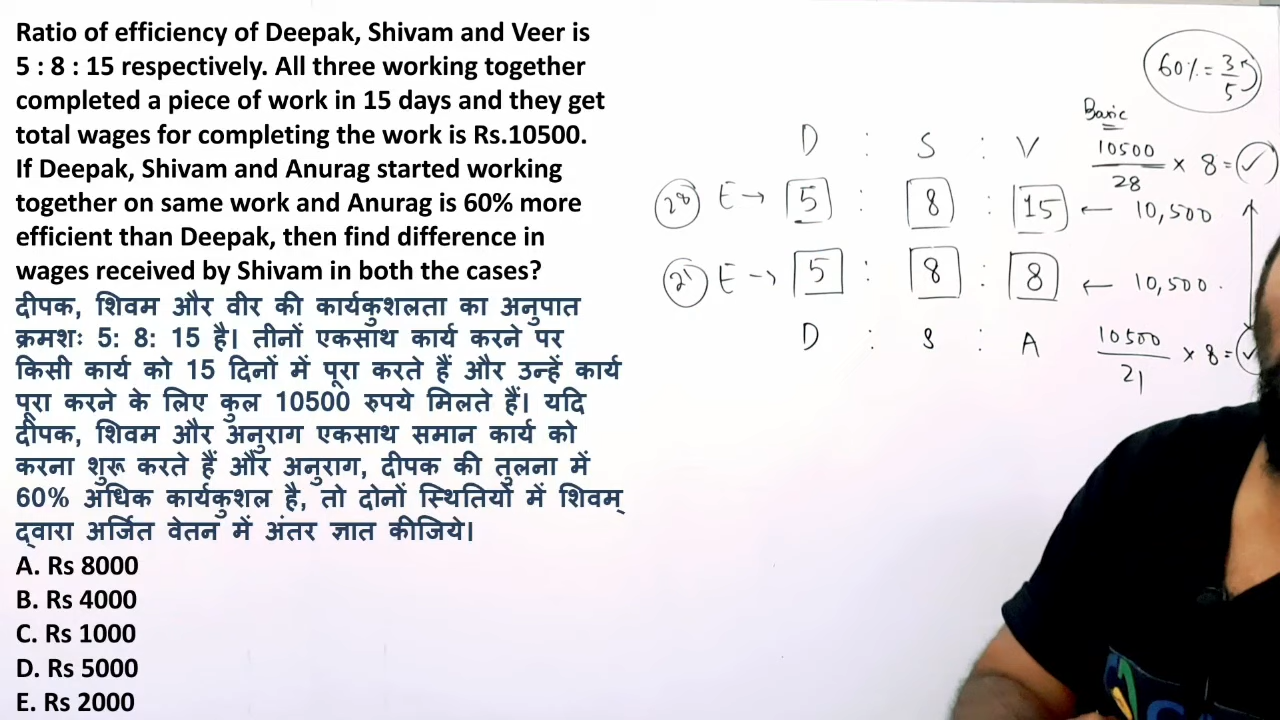 Ratio of efficiency of Deepak, Shivam and Veer is
5 : 8 : 15 respectively. All three working together
completed a piece of work in 15 days and they get
total wages for completing the work is Rs.10500.
If Deepak, Shivam and Anurag started working
together on same work and Anurag is 60% more
efficient than Deepak, then find difference in
wages received by Shivam in both the cases?
दीपक, शिवम और वीर की कार्यकुशलता का अनुपात
क्रमशः 5: 8: 15 है। तीनों एकसाथ कार्य करने पर
किसी कार्य को 15 दिनों में पूरा करते हैं और उन्हें कार्य
पूरा करने के लिए कुल 10500 रुपये मिलते हैं। यदि
दीपक, शिवम और अनुराग एकसाथ समान कार्य को
करना शुरू करते हैं और अनुराग, दीपक की तुलना में
60% अधिक कार्यकुशल है, तो दोनों स्थितियों में शिवम्
द्वारा अर्जित वेतन में अंतर ज्ञात कीजिये।
A. Rs 8000
B. Rs 4000
C. Rs 1000
D. Rs 5000
E. Rs 2000
60% = 3/5
Basic
D : S : V
10500/28 × 8 = ✓
28 E → 5 : 8 : 15 ← 10,500
21 E → 5 : 8 : 8 ← 10,500.
D : S : A
10500/21 × 8 = ✓